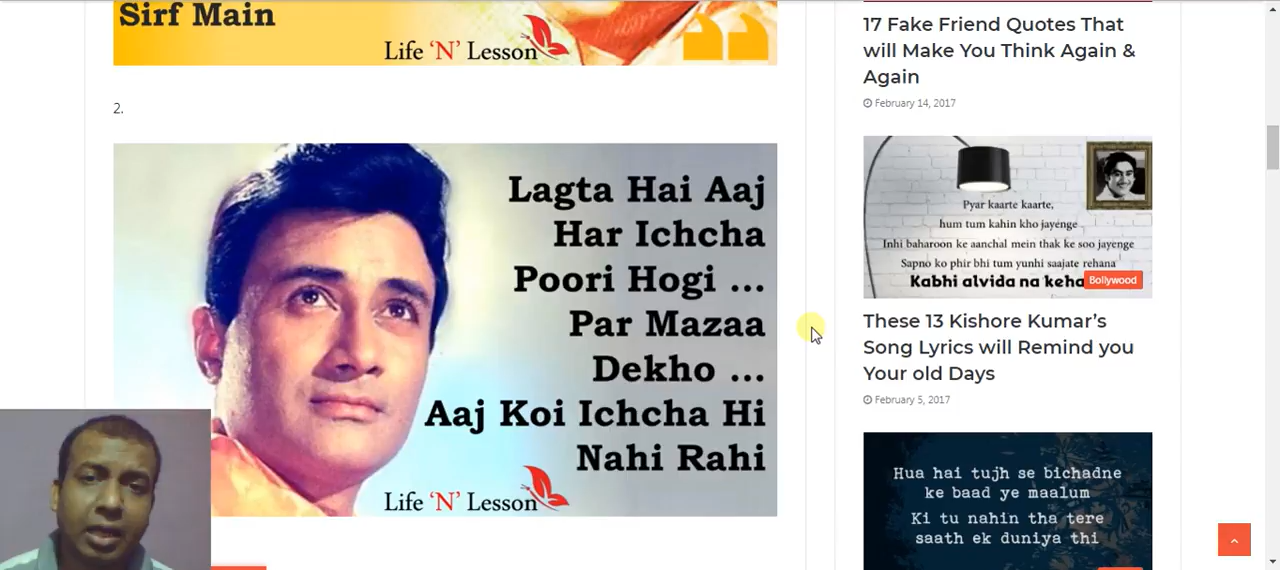 Sirf Main
Life 'N' Lesson
2.
Lagta Hai Aaj
Har Ichcha
Poori Hogi ...
Par Mazaa
Dekho ...
Aaj Koi Ichcha Hi
Nahi Rahi
Life 'N' Lesson
17 Fake Friend Quotes That
will Make You Think Again &
Again
February 14, 2017
Pyar kaarte kaarte,
hum tum kahin kho jayenge
Inhi baharoon ke aanchal mein thak ke soo jayenge
Sapno ko phir bhi tum yunhi saajate rehana
Kabhi alvida na keha
Bollywood
These 13 Kishore Kumar's
Song Lyrics will Remind you
Your old Days
February 5, 2017
Hua hai tujh se bichadne
ke baad ye maalum
Ki tu nahin tha tere
saath ek duniya thi